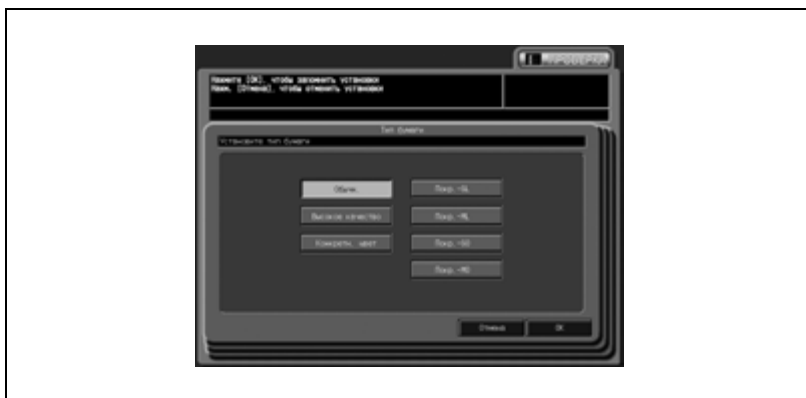 ПРОВЕРКА
Нажмите [OK], чтобы запомнить установки
Нажм. [Отмена], чтобы отменить установки
Тип бумаги
Установите тип бумаги
Обычн.
Покр.-GL
Высокое качество
Покр.-ML
Конкретн. цвет
Покр.-GO
Покр.-MO
Отмена
OK